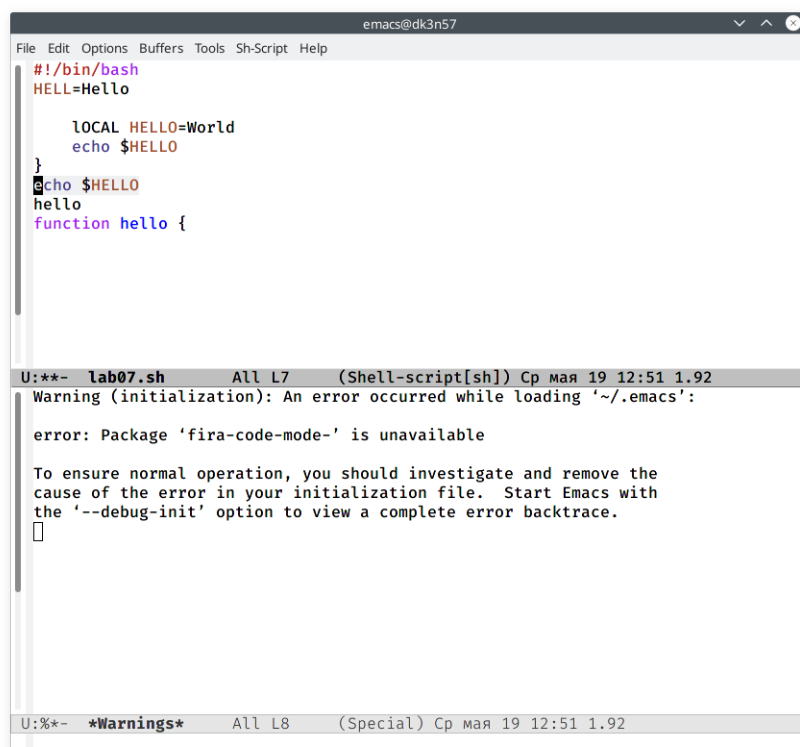 emacs@dk3n57
File Edit Options Buffers Tools Sh-Script Help
#!/bin/bash
HELL=Hello
    lOCAL HELLO=World
    echo $HELLO
}
echo $HELLO
hello
function hello {
U:**-  lab07.sh       All L7     (Shell-script[sh]) Ср мая 19 12:51 1.92
Warning (initialization): An error occurred while loading ‘~/.emacs’:
error: Package ‘fira-code-mode-’ is unavailable
To ensure normal operation, you should investigate and remove the
cause of the error in your initialization file.  Start Emacs with
the ‘--debug-init’ option to view a complete error backtrace.
U:%*-  *Warnings*     All L8     (Special) Ср мая 19 12:51 1.92